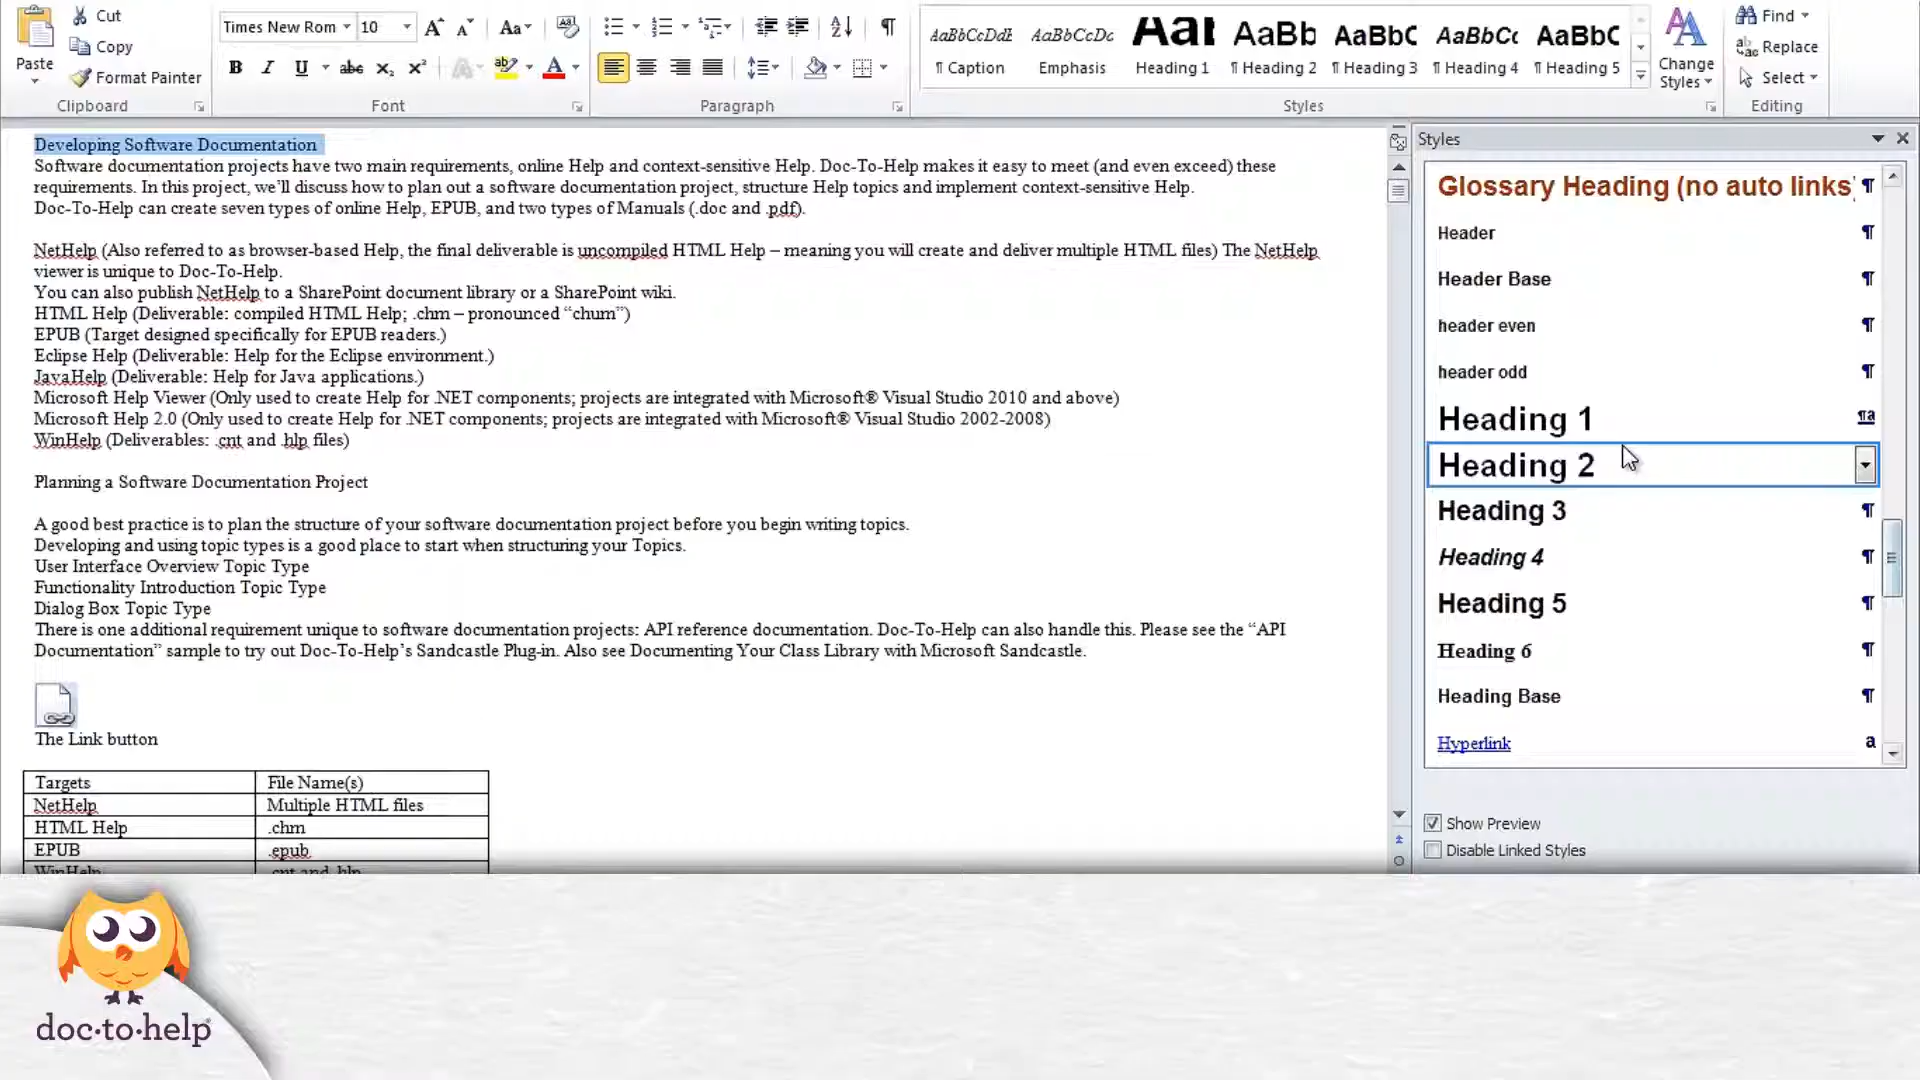 Cut
Copy
Format Painter
Paste
Clipboard
Times New Rom 10
Aa
B I U abc x₂ x²
A
Font
Paragraph
AaBbCcDdE AaBbCcDc AaI AaBb AaBbC AaBbCc AaBbC
¶ Caption Emphasis Heading 1 ¶ Heading 2 ¶ Heading 3 ¶ Heading 4 ¶ Heading 5
Change
Styles
Styles
Find
Replace
Select
Editing
Developing Software Documentation
Software documentation projects have two main requirements, online Help and context-sensitive Help. Doc-To-Help makes it easy to meet (and even exceed) these
requirements. In this project, we’ll discuss how to plan out a software documentation project, structure Help topics and implement context-sensitive Help.
Doc-To-Help can create seven types of online Help, EPUB, and two types of Manuals (.doc and .pdf).
NetHelp (Also referred to as browser-based Help, the final deliverable is uncompiled HTML Help – meaning you will create and deliver multiple HTML files) The NetHelp
viewer is unique to Doc-To-Help.
You can also publish NetHelp to a SharePoint document library or a SharePoint wiki.
HTML Help (Deliverable: compiled HTML Help; .chm – pronounced “chum”)
EPUB (Target designed specifically for EPUB readers.)
Eclipse Help (Deliverable: Help for the Eclipse environment.)
JavaHelp (Deliverable: Help for Java applications.)
Microsoft Help Viewer (Only used to create Help for .NET components; projects are integrated with Microsoft® Visual Studio 2010 and above)
Microsoft Help 2.0 (Only used to create Help for .NET components; projects are integrated with Microsoft® Visual Studio 2002-2008)
WinHelp (Deliverables: .cnt and .hlp files)
Planning a Software Documentation Project
A good best practice is to plan the structure of your software documentation project before you begin writing topics.
Developing and using topic types is a good place to start when structuring your Topics.
User Interface Overview Topic Type
Functionality Introduction Topic Type
Dialog Box Topic Type
There is one additional requirement unique to software documentation projects: API reference documentation. Doc-To-Help can also handle this. Please see the “API
Documentation” sample to try out Doc-To-Help’s Sandcastle Plug-in. Also see Documenting Your Class Library with Microsoft Sandcastle.
The Link button
Targets File Name(s)
NetHelp Multiple HTML files
HTML Help .chm
EPUB .epub
WinHelp .cnt and .hlp
Styles
Glossary Heading (no auto links) ¶
Header ¶
Header Base ¶
header even ¶
header odd ¶
Heading 1 ¶a
Heading 2
Heading 3 ¶
Heading 4 ¶
Heading 5 ¶
Heading 6 ¶
Heading Base ¶
Hyperlink a
Show Preview
Disable Linked Styles
doc·to·help